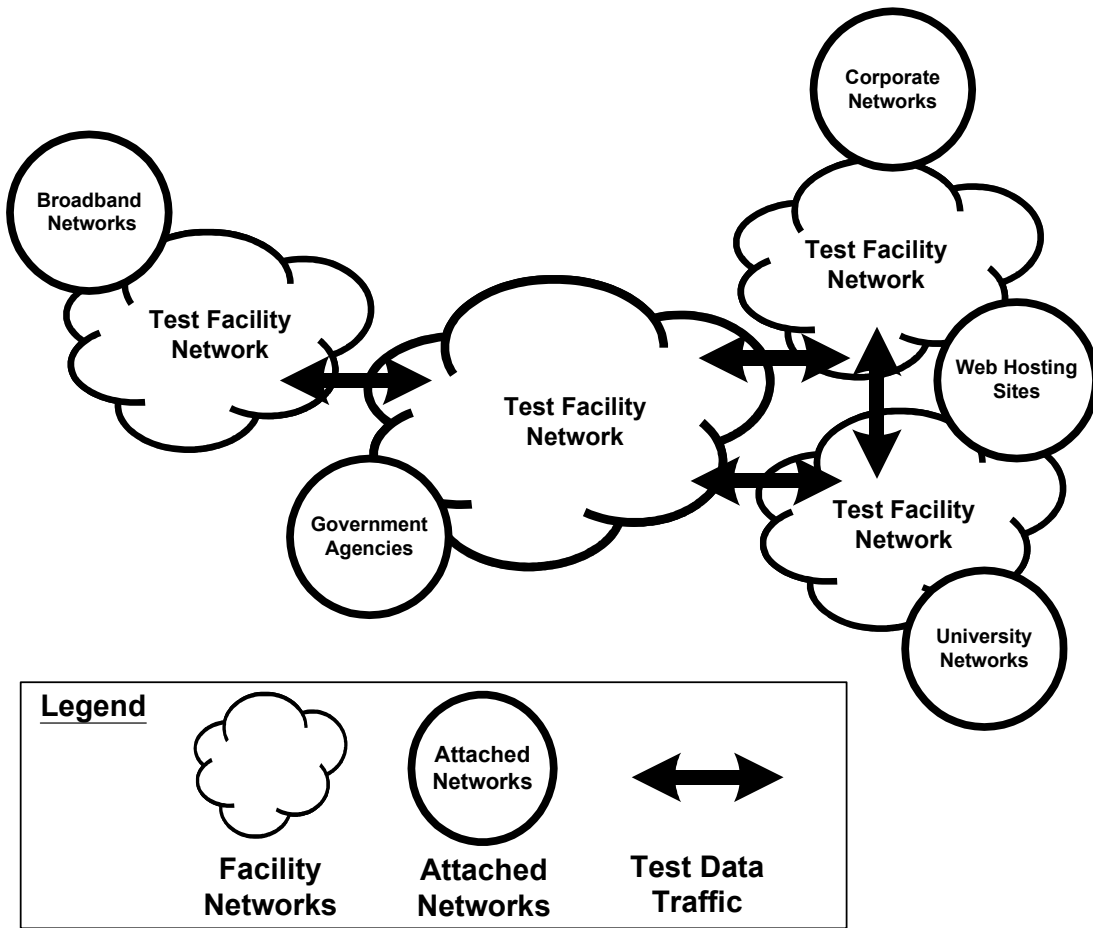 Corporate
Networks
Broadband
Networks
Test Facility
Network
Test Facility
Network
Web Hosting
Sites
Test Facility
Network
Test Facility
Network
Government
Agencies
University
Networks
Legend
Attached
Networks
Facility
Networks
Attached
Networks
Test Data
Traffic